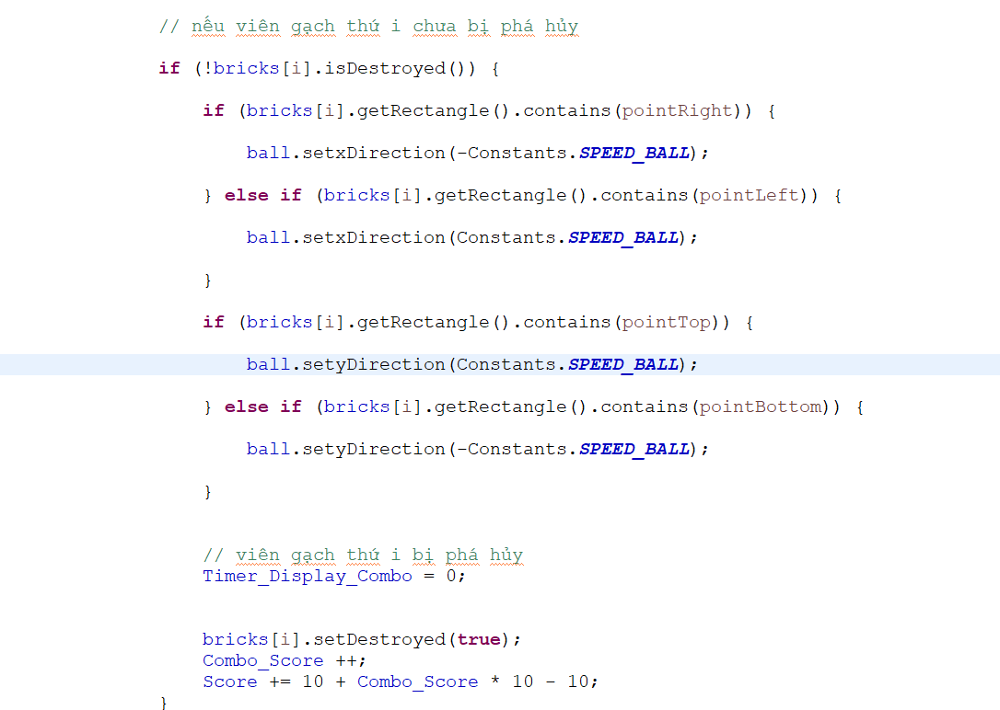 // nếu viên gạch thứ i chưa bị phá hủy
if (!bricks[i].isDestroyed()) {
if (bricks[i].getRectangle().contains(pointRight)) {
ball.setxDirection(-Constants.SPEED_BALL);
} else if (bricks[i].getRectangle().contains(pointLeft)) {
ball.setxDirection(Constants.SPEED_BALL);
}
if (bricks[i].getRectangle().contains(pointTop)) {
ball.setyDirection(Constants.SPEED_BALL);
} else if (bricks[i].getRectangle().contains(pointBottom)) {
ball.setyDirection(-Constants.SPEED_BALL);
}
// viên gạch thứ i bị phá hủy
Timer_Display_Combo = 0;
bricks[i].setDestroyed(true);
Combo_Score ++;
Score += 10 + Combo_Score * 10 - 10;
}